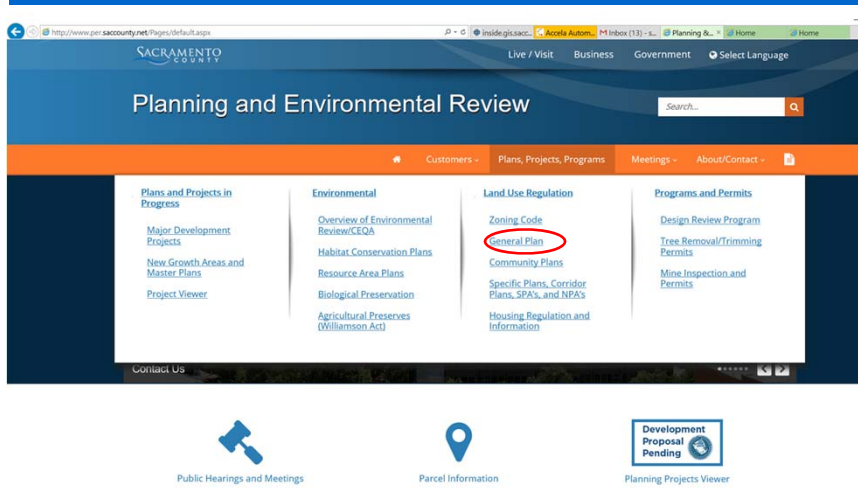 http://www.per.saccounty.net/Pages/default.aspx
inside.gis.sacc...
Accela Autom...
Inbox (13) - s...
Planning &...
Home
Home
SACRAMENTO
COUNTY
Live / Visit
Business
Government
Select Language
Planning and Environmental Review
Search...
Customers
Plans, Projects, Programs
Meetings
About/Contact
Plans and Projects in
Progress
Major Development
Projects
New Growth Areas and
Master Plans
Project Viewer
Environmental
Overview of Environmental
Review/CEQA
Habitat Conservation Plans
Resource Area Plans
Biological Preservation
Agricultural Preserves
(Williamson Act)
Land Use Regulation
Zoning Code
General Plan
Community Plans
Specific Plans, Corridor
Plans, SPA's, and NPA's
Housing Regulation and
Information
Programs and Permits
Design Review Program
Tree Removal/Trimming
Permits
Mine Inspection and
Permits
Contact Us
Public Hearings and Meetings
Parcel Information
Development
Proposal
Pending
Planning Projects Viewer